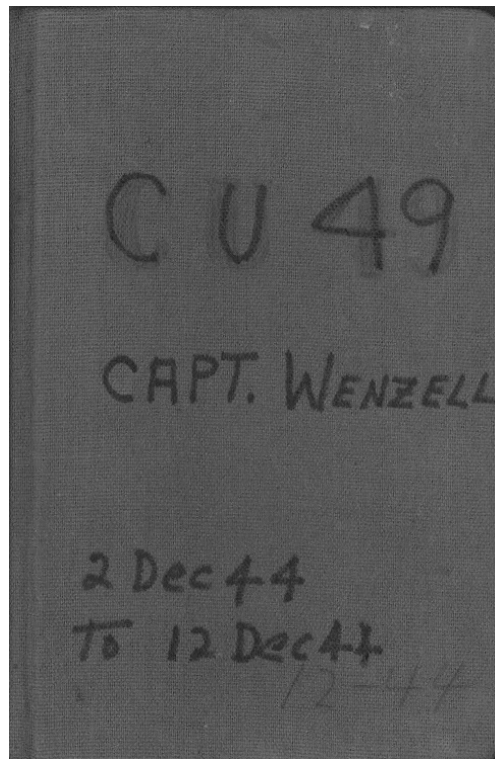 CU 49
CAPT. WENZELL
2 Dec 44
To 12 Dec 44
12-44